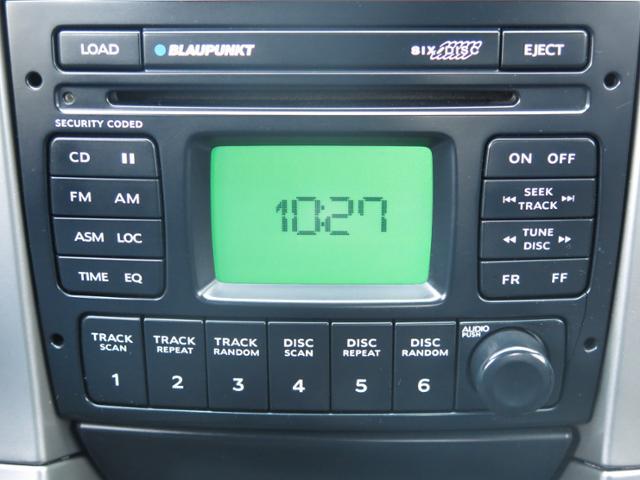 LOAD BLAUPUNKT SIX DISC EJECT
SECURITY CODED
CD ON OFF
FM AM SEEK TRACK
ASM LOC TUNE DISC
TIME EQ FR FF
10:27
TRACK SCAN 1
TRACK REPEAT 2
TRACK RANDOM 3
DISC SCAN 4
DISC REPEAT 5
DISC RANDOM 6
AUDIO PUSH